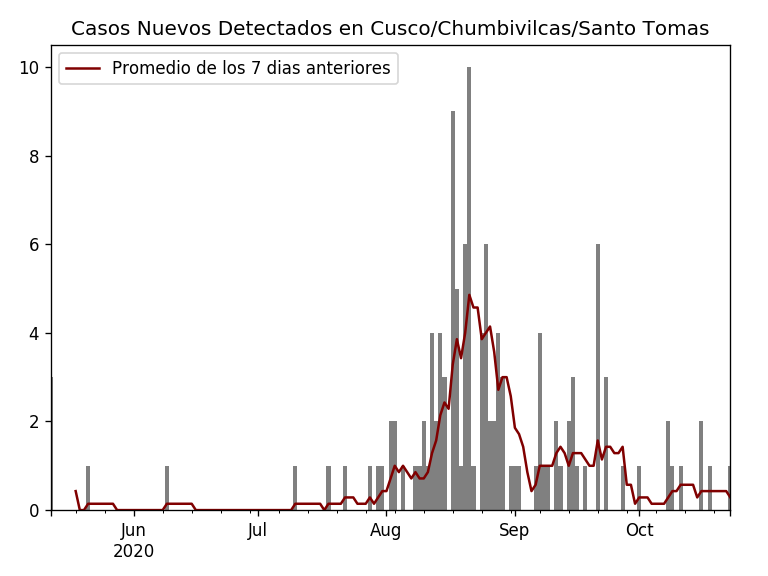 Casos Nuevos Detectados en Cusco/Chumbivilcas/Santo Tomas
Promedio de los 7 dias anteriores
10
8
6
4
2
0
Jun Jul Aug Sep Oct
2020